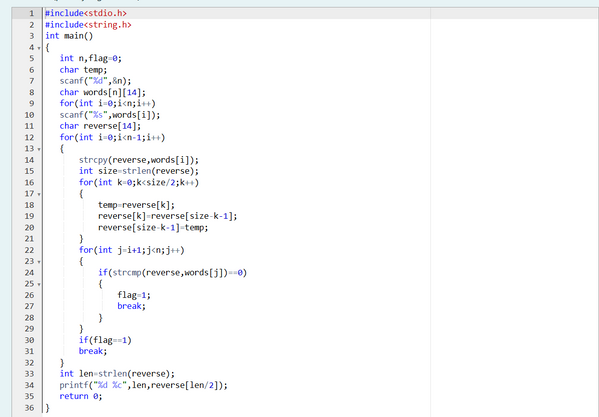 1 #include<stdio.h>
2 #include<string.h>
3 int main()
4 {
5 int n,flag=0;
6 char temp;
7 scanf("%d",&n);
8 char words[n][14];
9 for(int i=0;i<n;i++)
10 scanf("%s",words[i]);
11 char reverse[14];
12 for(int i=0;i<n-1;i++)
13 {
14 strcpy(reverse,words[i]);
15 int size=strlen(reverse);
16 for(int k=0;k<size/2;k++)
17 {
18 temp=reverse[k];
19 reverse[k]=reverse[size-k-1];
20 reverse[size-k-1]=temp;
21 }
22 for(int j=i+1;j<n;j++)
23 {
24 if(strcmp(reverse,words[j])==0)
25 {
26 flag=1;
27 break;
28 }
29 }
30 if(flag==1)
31 break;
32 }
33 int len=strlen(reverse);
34 printf("%d %c",len,reverse[len/2]);
35 return 0;
36 }